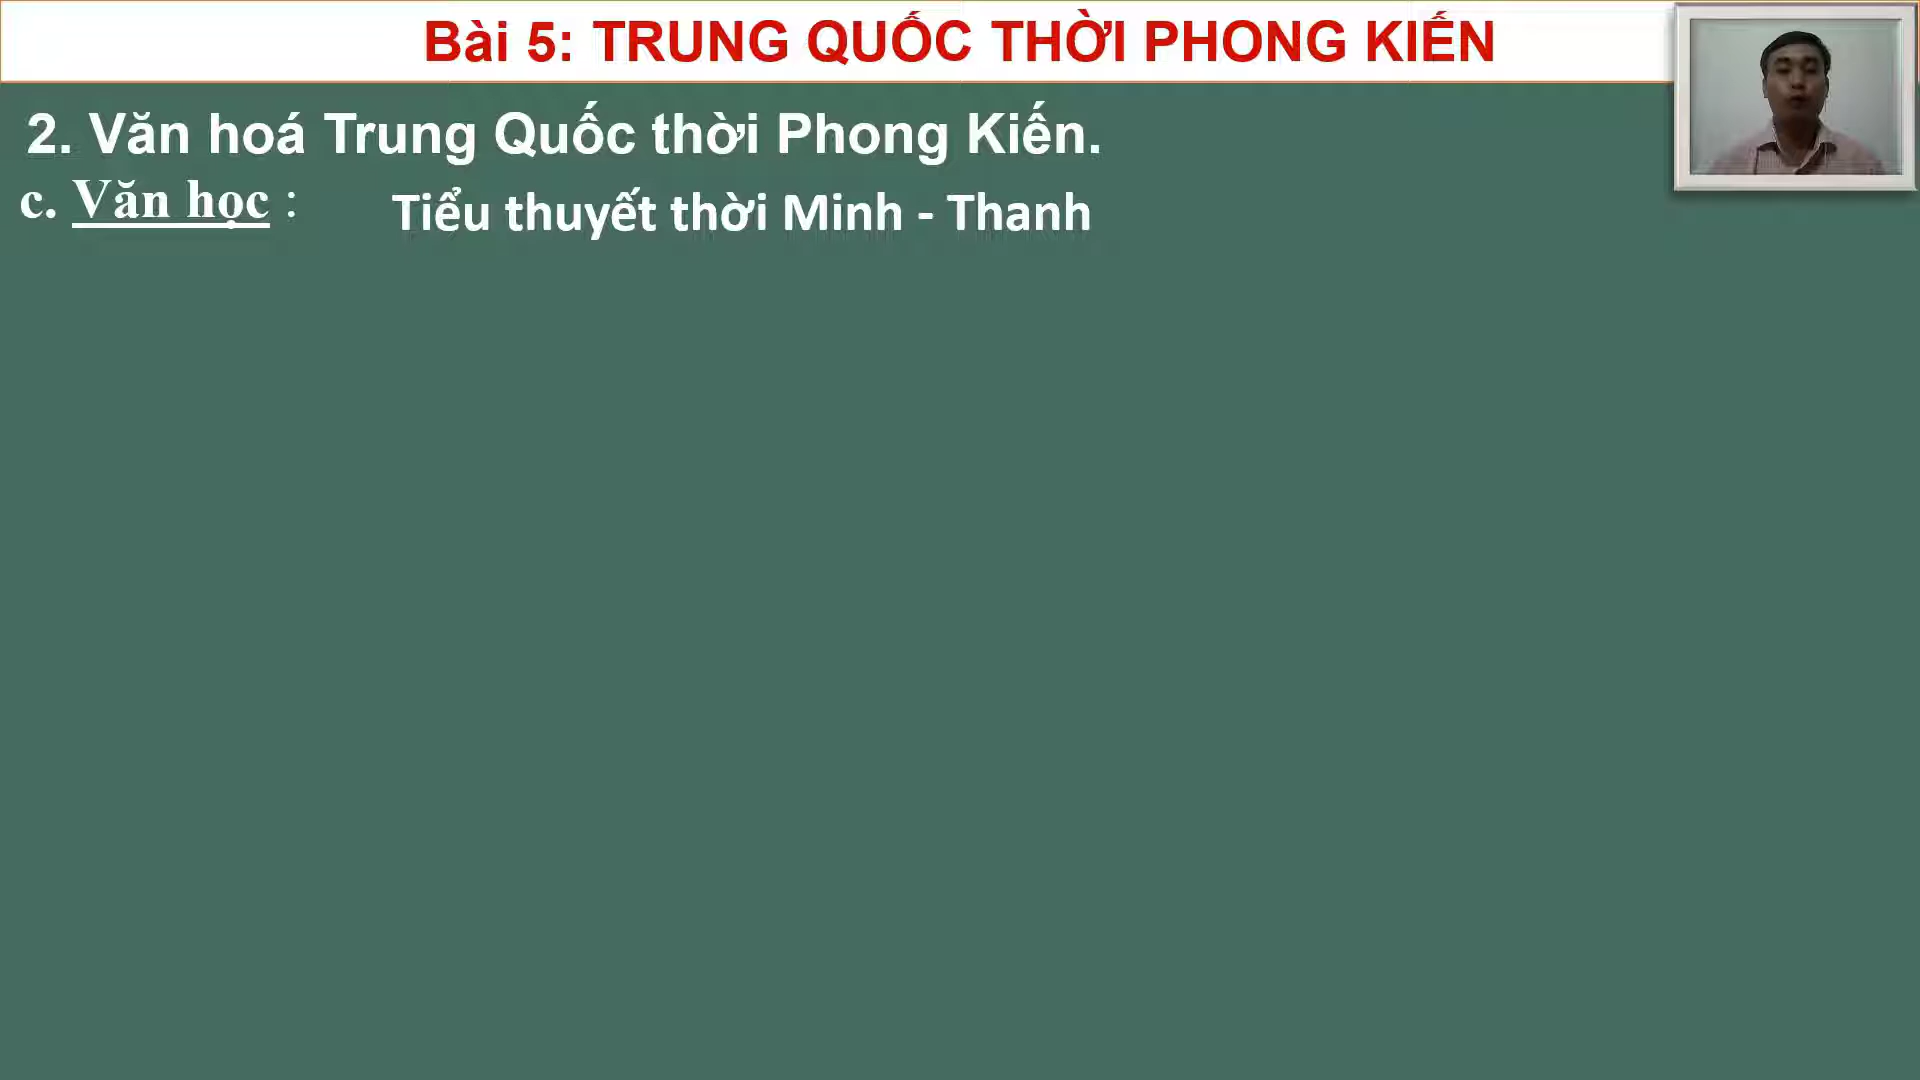 Bài 5: TRUNG QUỐC THỜI PHONG KIẾN
2. Văn hoá Trung Quốc thời Phong Kiến.
c. Văn học :
Tiểu thuyết thời Minh - Thanh